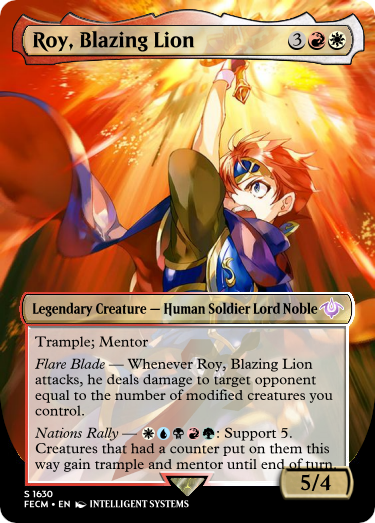 Roy, Blazing Lion 3
Legendary Creature — Human Soldier Lord Noble
Trample; Mentor
Flare Blade — Whenever Roy, Blazing Lion
attacks, he deals damage to target opponent
equal to the number of modified creatures you
control.
Nations Rally — : Support 5.
Creatures that had a counter put on them this
way gain trample and mentor until end of turn.
5/4
S 1630
FECM • EN INTELLIGENT SYSTEMS